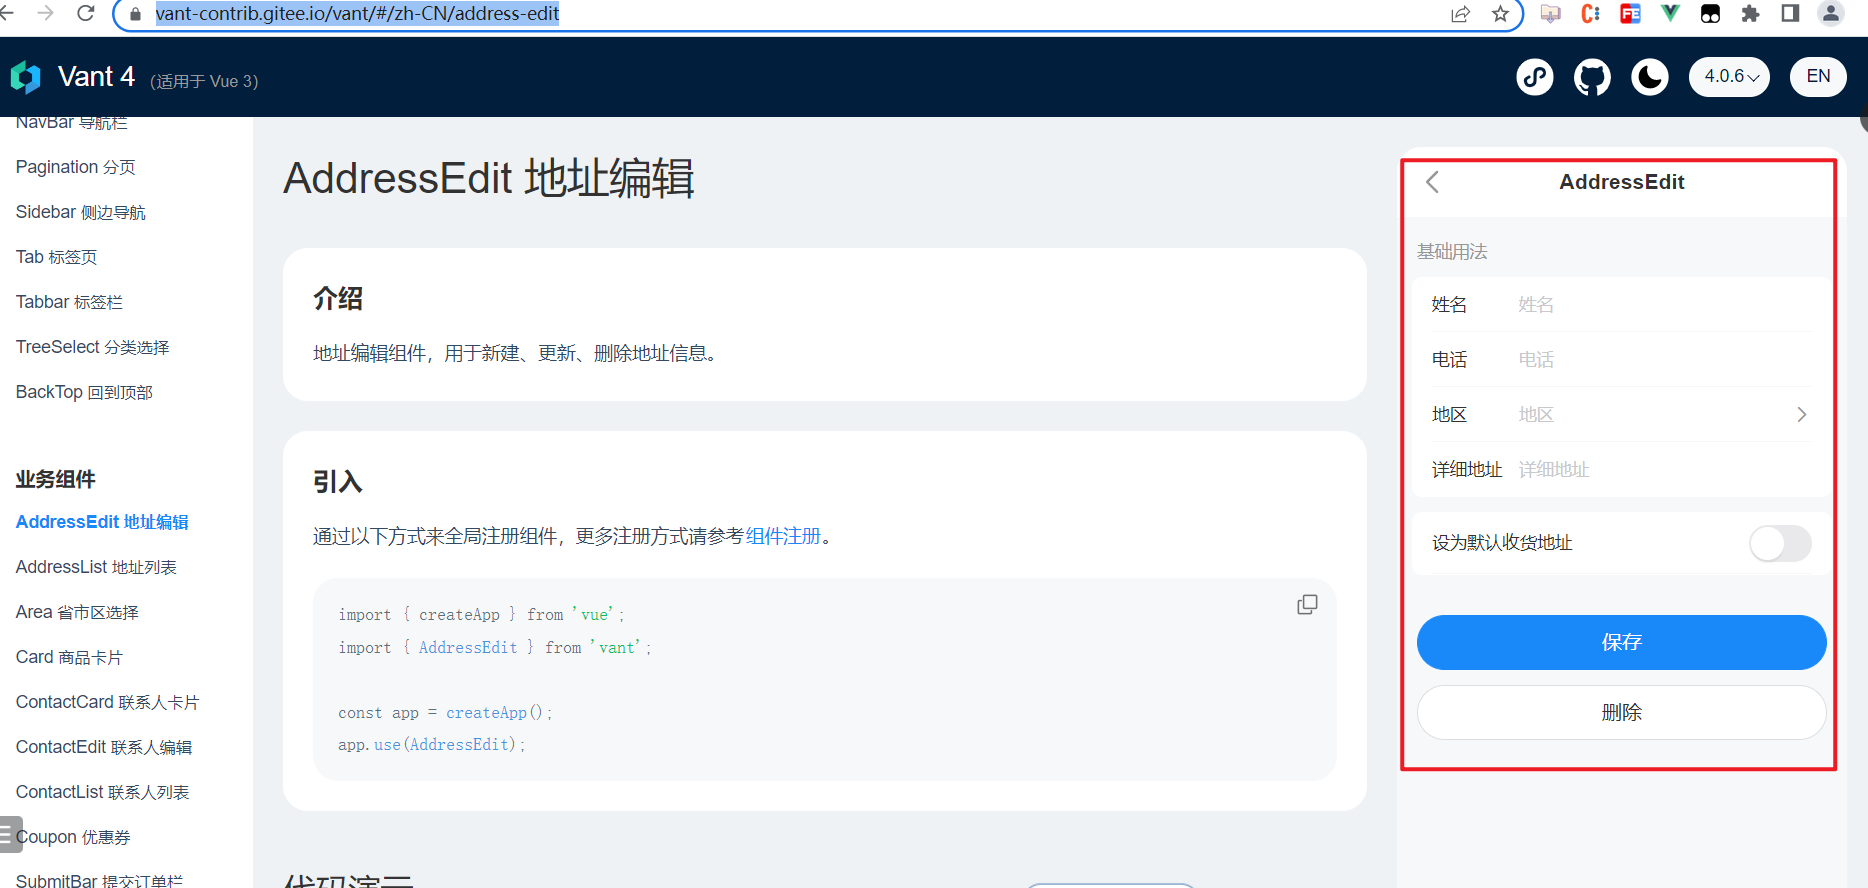 vant-contrib.gitee.io/vant/#/zh-CN/address-edit
Vant 4 (适用于 Vue 3)
4.0.6
EN
NavBar 导航栏
Pagination 分页
Sidebar 侧边导航
Tab 标签页
Tabbar 标签栏
TreeSelect 分类选择
BackTop 回到顶部
业务组件
AddressEdit 地址编辑
AddressList 地址列表
Area 省市区选择
Card 商品卡片
ContactCard 联系人卡片
ContactEdit 联系人编辑
ContactList 联系人列表
Coupon 优惠券
SubmitBar 提交订单栏
AddressEdit 地址编辑
介绍
地址编辑组件，用于新建、更新、删除地址信息。
引入
通过以下方式来全局注册组件，更多注册方式请参考组件注册。
import { createApp } from 'vue';
import { AddressEdit } from 'vant';
const app = createApp();
app.use(AddressEdit);
代码演示
AddressEdit
基础用法
姓名 姓名
电话 电话
地区 地区
详细地址 详细地址
设为默认收货地址
保存
删除